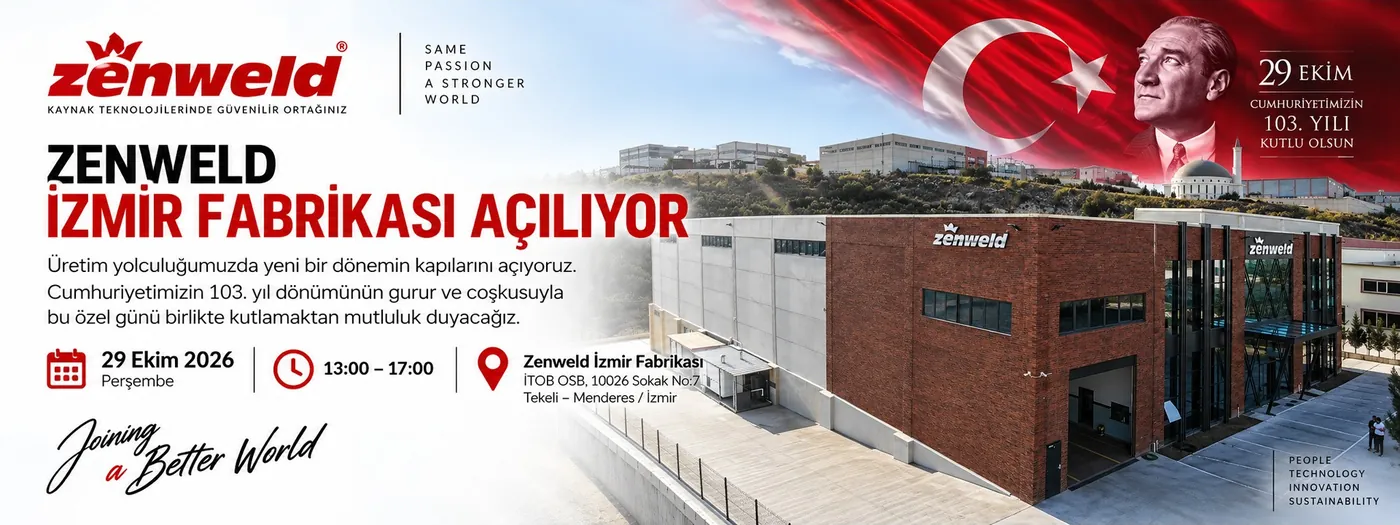 zenweld®
KAYNAK TEKNOLOJİLERİNDE GÜVENİLİR ORTAĞINIZ
SAME
PASSION
A STRONGER
WORLD
29 EKİM
CUMHURİYETİMİZİN
103. YILI
KUTLU OLSUN
ZENWELD
İZMİR FABRİKASI AÇILIYOR
Üretim yolculuğumuzda yeni bir dönemin kapılarını açıyoruz.
Cumhuriyetimizin 103. yıl dönümünün gurur ve coşkusuyla
bu özel günü birlikte kutlamaktan mutluluk duyacağız.
29 Ekim 2026
Perşembe
13:00 – 17:00
Zenweld İzmir Fabrikası
İTOB OSB, 10026 Sokak No:7
Tekeli – Menderes / İzmir
Joining
a Better World
zenweld
zenweld
PEOPLE
TECHNOLOGY
INNOVATION
SUSTAINABILITY